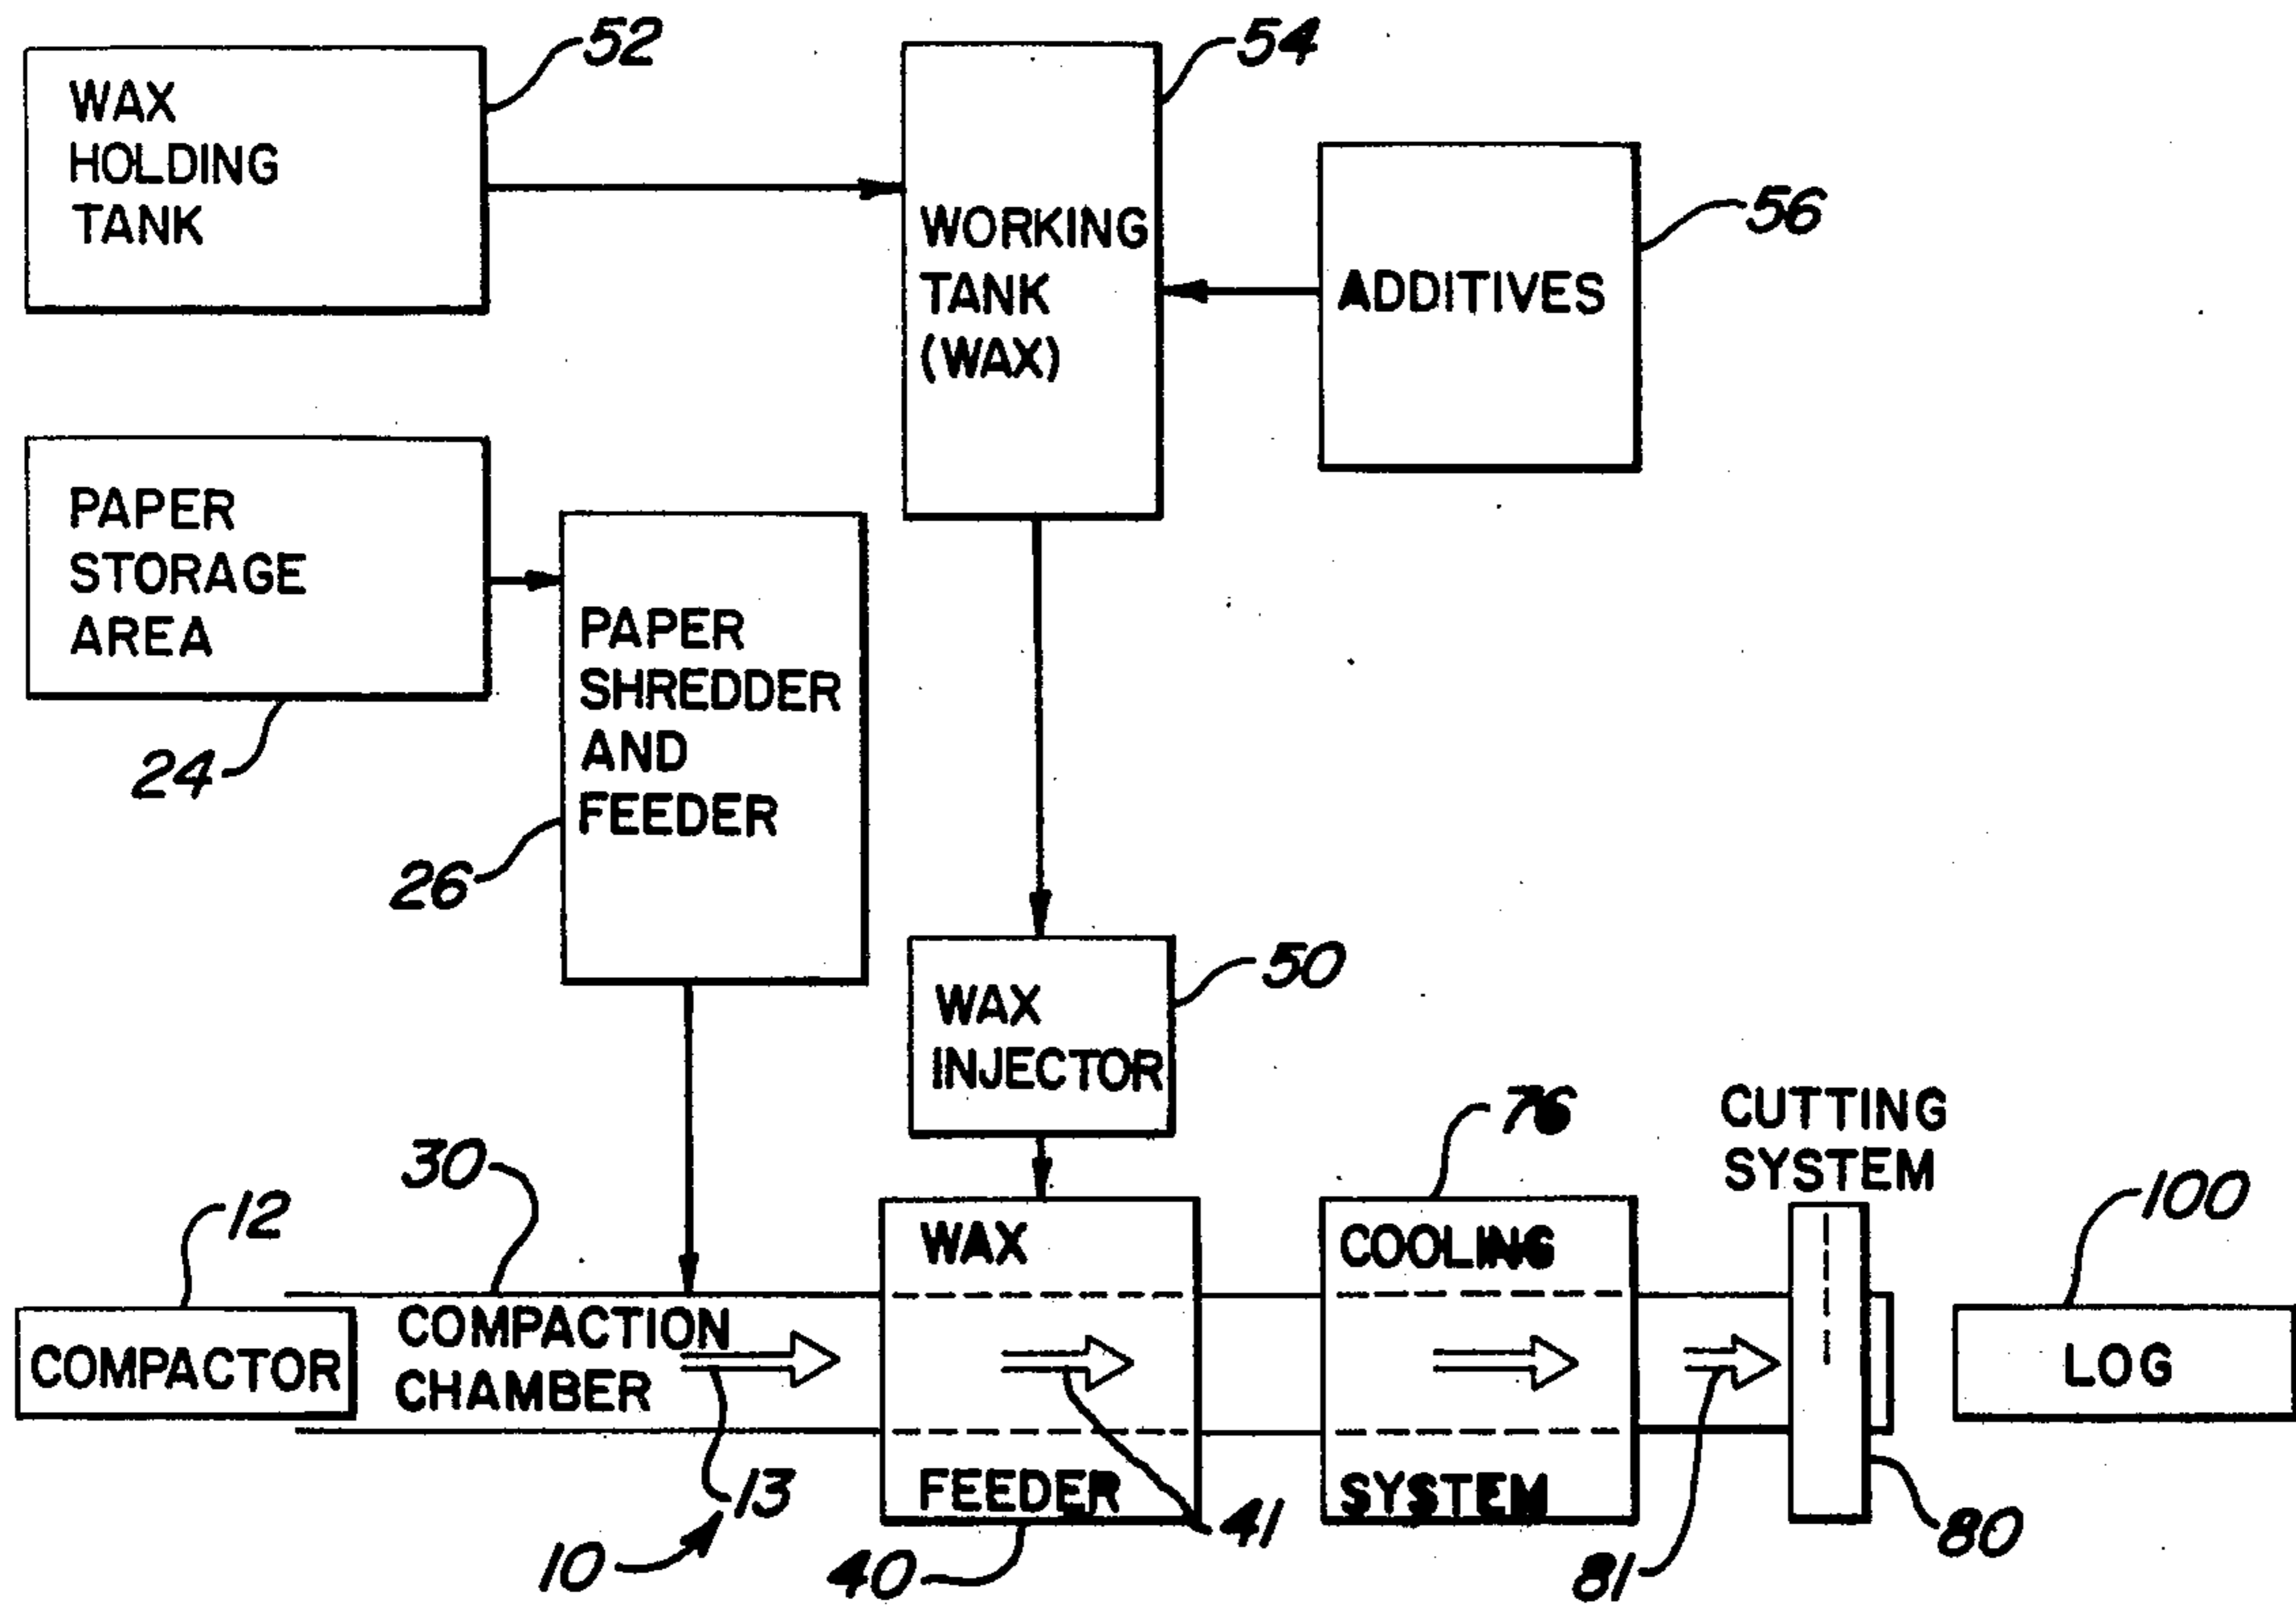 52
54
WAX
HOLDING
TANK
WORKING
TANK
(WAX)
56
ADDITIVES
PAPER
STORAGE
AREA
24
PAPER
SHREDDER
AND
FEEDER
26
50
WAX
INJECTOR
76
CUTTING
SYSTEM
30
12
100
WAX
COOLING
COMPACTOR
COMPACTION
CHAMBER
LOG
FEEDER
SYSTEM
13
41
80
10
40
81